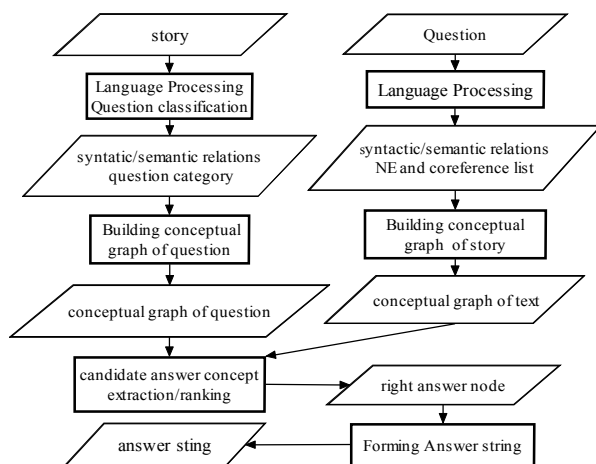 story
Language Processing
Question classification
syntatic/semantic relations
question category
Building conceptual
graph of question
conceptual graph of question
candidate answer concept
extraction/ranking
answer sting
Question
Language Processing
syntactic/semantic relations
NE and coreference list
Building conceptual
graph of story
conceptual graph of text
right answer node
Forming Answer string